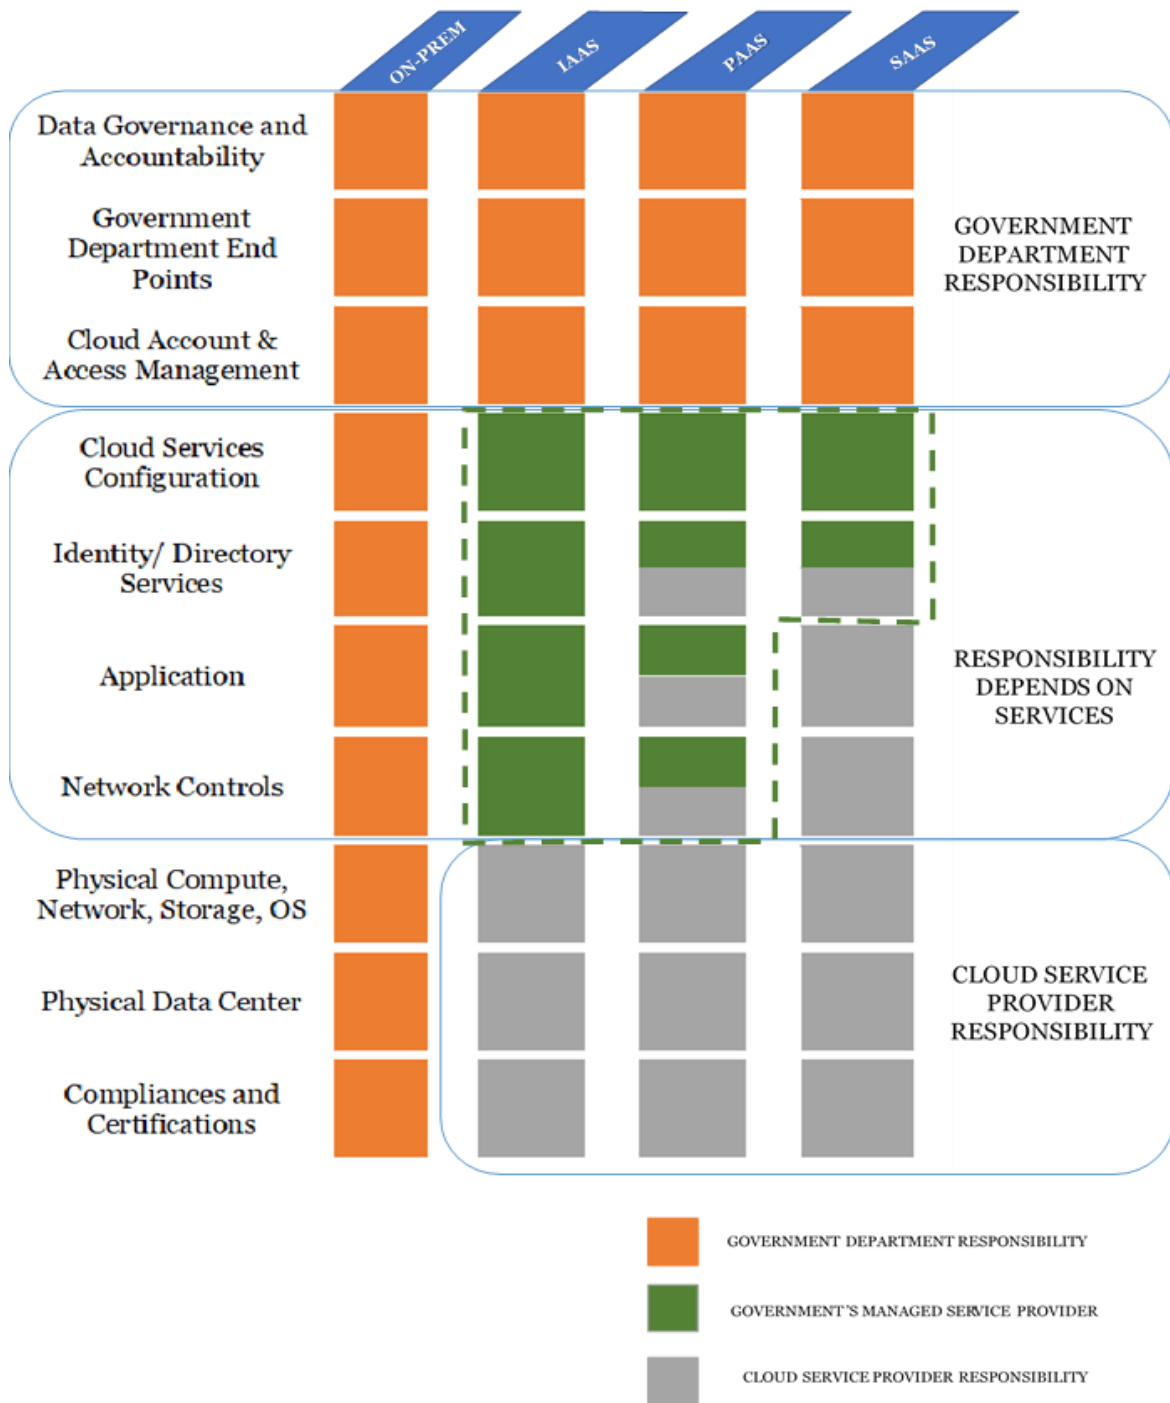 ON-PREM
IAAS
PAAS
SAAS
Data Governance and
Accountability
Government
Department End
Points
GOVERNMENT
DEPARTMENT
RESPONSIBILITY
Cloud Account &
Access Management
Cloud Services
Configuration
Identity/ Directory
Services
Application
RESPONSIBILITY
DEPENDS ON
SERVICES
Network Controls
Physical Compute,
Network, Storage, OS
Physical Data Center
CLOUD SERVICE
PROVIDER
RESPONSIBILITY
Compliances and
Certifications
GOVERNMENT DEPARTMENT RESPONSIBILITY
GOVERNMENT'S MANAGED SERVICE PROVIDER
CLOUD SERVICE PROVIDER RESPONSIBILITY